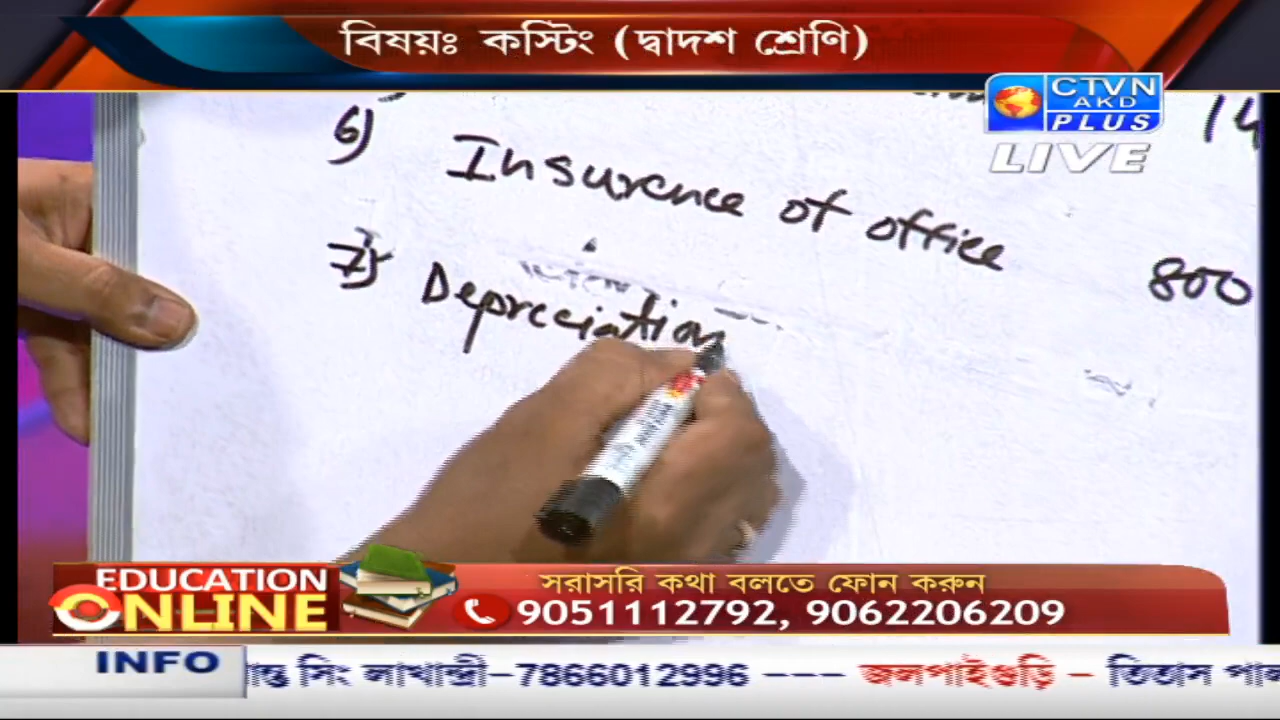 বিষয়ঃ কস্টিং (দ্বাদশ শ্রেণি)
CTVN
AKD
PLUS
LIVE
14
6) Insurence of office 800
7) Depreciation
EDUCATION
ONLINE
সরাসরি কথা বলতে ফোন করুন
9051112792, 9062206209
INFO
সিং লাখাস্ত্রী–7866012996 --- জলপাইগুড়ি – তিতাস পাল